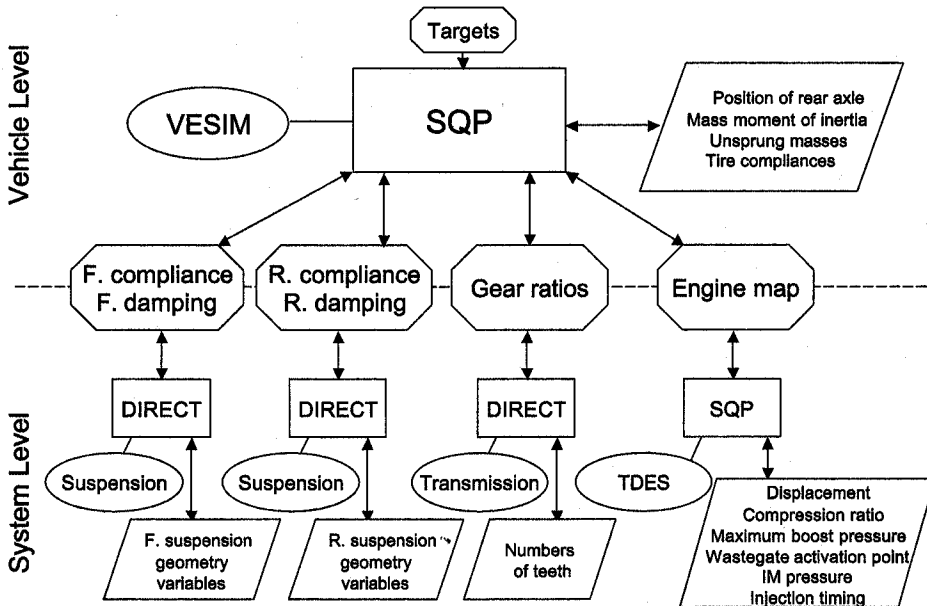 Vehicle Level
Targets
VESIM
SQP
Position of rear axle
Mass moment of inertia
Unsprung masses
Tire compliances
F. compliance
F. damping
R. compliance
R. damping
Gear ratios
Engine map
System Level
DIRECT
DIRECT
DIRECT
SQP
Suspension
Suspension
Transmission
TDES
F. suspension
geometry
variables
R. suspension
geometry
variables
Numbers
of teeth
Displacement
Compression ratio
Maximum boost pressure
Wastegate activation point
IM pressure
Injection timing